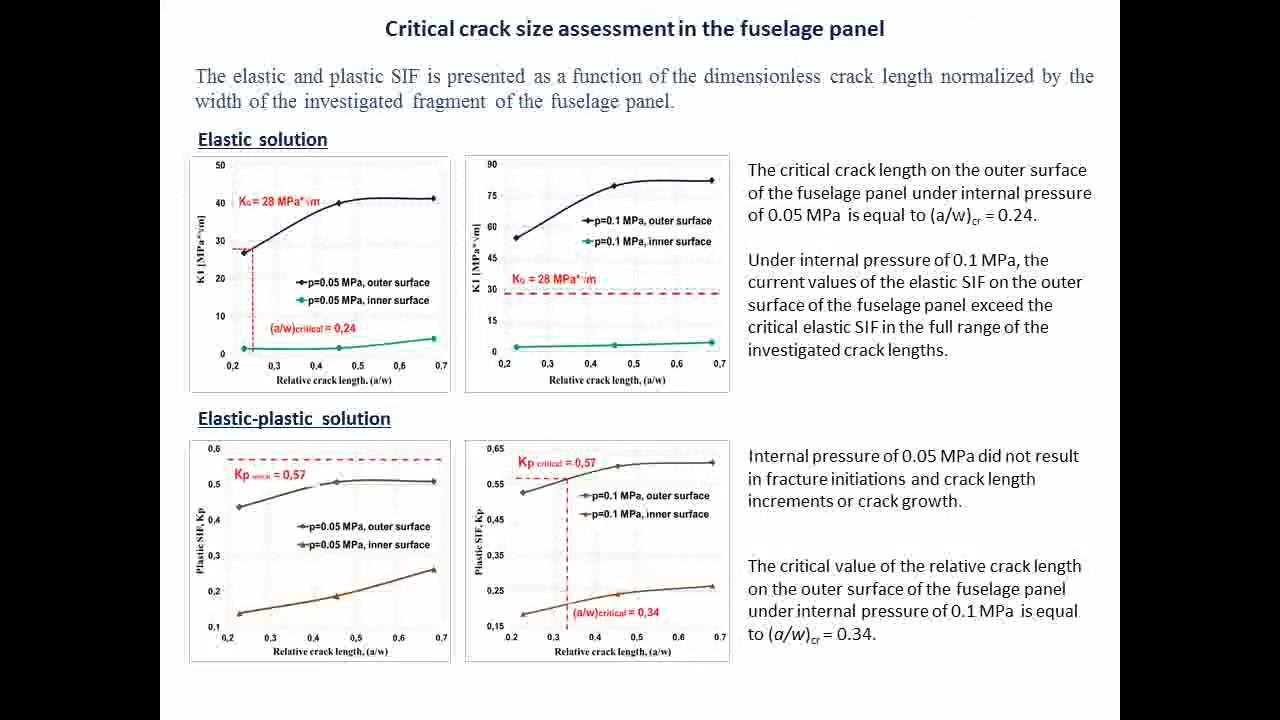 Critical crack size assessment in the fuselage panel
The elastic and plastic SIF is presented as a function of the dimensionless crack length normalized by the
width of the investigated fragment of the fuselage panel.
Elastic solution
50
40
30
20
10
0
K1 [MPa*√m]
KQ = 28 MPa*√m
p=0.05 MPa, outer surface
p=0.05 MPa, inner surface
(a/w)critical = 0,24
0,2 0,3 0,4 0,5 0,6 0,7
Relative crack length, (a/w)
90
75
60
45
30
15
0
K1 [MPa*√m]
p=0.1 MPa, outer surface
p=0.1 MPa, inner surface
KQ = 28 MPa*√m
0,2 0,3 0,4 0,5 0,6 0,7
Relative crack length, (a/w)
The critical crack length on the outer surface
of the fuselage panel under internal pressure
of 0.05 MPa is equal to (a/w)cr = 0.24.
Under internal pressure of 0.1 MPa, the
current values of the elastic SIF on the outer
surface of the fuselage panel exceed the
critical elastic SIF in the full range of the
investigated crack lengths.
Elastic-plastic solution
0,6
0,5
0,4
0,3
0,2
0,1
Plastic SIF, Kp
Kp = 0,57
p=0.05 MPa, outer surface
p=0.05 MPa, inner surface
0,2 0,3 0,4 0,5 0,6 0,7
Relative crack length, (a/w)
0,65
0,55
0,45
0,35
0,25
0,15
Plastic SIF, Kp
Kp critical = 0,57
p=0.1 MPa, outer surface
p=0.1 MPa, inner surface
(a/w)critical = 0,34
0.2 0,3 0,4 0,5 0,6 0,7
Relative crack length, (a/w)
Internal pressure of 0.05 MPa did not result
in fracture initiations and crack length
increments or crack growth.
The critical value of the relative crack length
on the outer surface of the fuselage panel
under internal pressure of 0.1 MPa is equal
to (a/w)cr = 0.34.